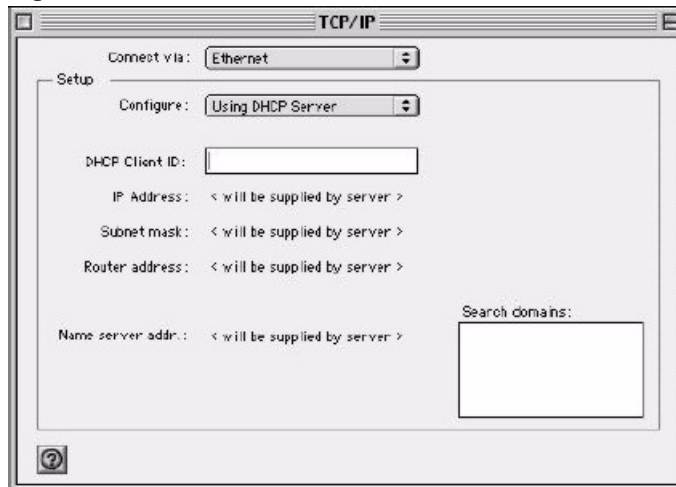 TCP/IP
Connect via: Ethernet
Setup
Configure: Using DHCP Server
DHCP Client ID:
IP Address: < will be supplied by server >
Subnet mask: < will be supplied by server >
Router address: < will be supplied by server >
Search domains:
Name server addr.: < will be supplied by server >
?